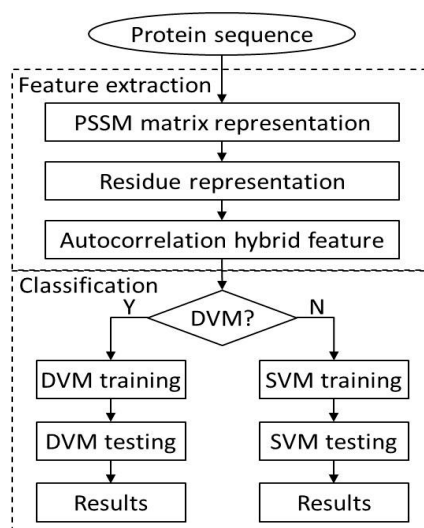 Protein sequence
Feature extraction
PSSM matrix representation
Residue representation
Autocorrelation hybrid feature
Classification
Y
DVM?
N
DVM training
SVM training
DVM testing
SVM testing
Results
Results